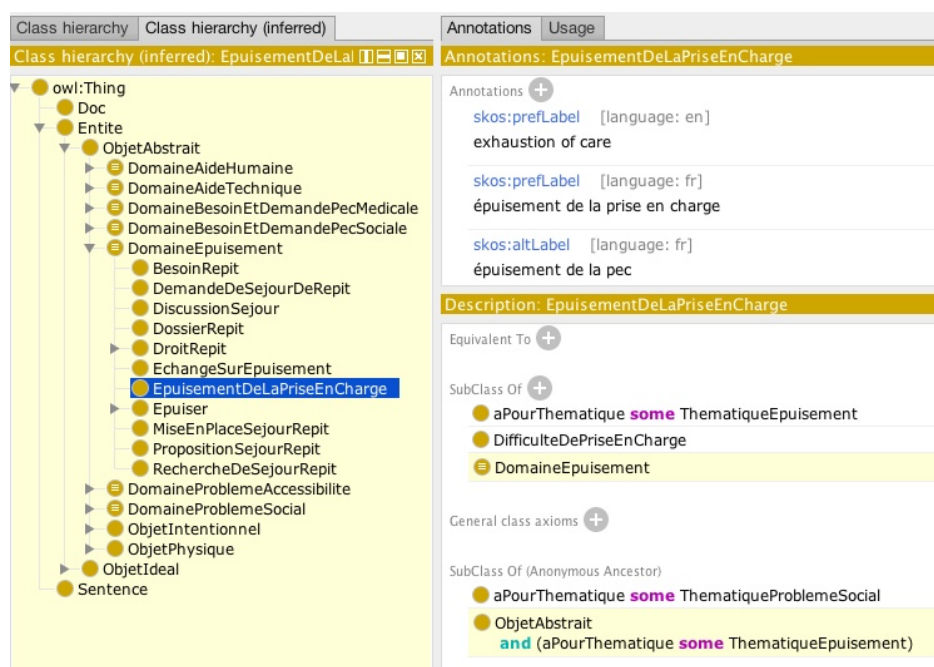 Class hierarchy Class hierarchy (inferred)
Class hierarchy (inferred): EpuisementDeLal
owl:Thing
Doc
Entite
ObjetAbstrait
DomaineAideHumaine
DomaineAideTechnique
DomaineBesoinEtDemandePecMedicale
DomaineBesoinEtDemandePecSociale
DomaineEpuisement
BesoinRepit
DemandeDeSejourDeRepit
DiscussionSejour
DossierRepit
DroitRepit
EchangeSurEpuisement
EpuisementDeLaPriseEnCharge
Epuiser
MiseEnPlaceSejourRepit
PropositionSejourRepit
RechercheDeSejourRepit
DomaineProblemeAccessibilite
DomaineProblemeSocial
ObjetIntentionnel
ObjetPhysique
ObjetIdeal
Sentence
Annotations Usage
Annotations: EpuisementDeLaPriseEnCharge
Annotations
skos:prefLabel [language: en]
exhaustion of care
skos:prefLabel [language: fr]
épuisement de la prise en charge
skos:altLabel [language: fr]
épuisement de la pec
Description: EpuisementDeLaPriseEnCharge
Equivalent To
SubClass Of
aPourThematique some ThematiqueEpuisement
DifficulteDePriseEnCharge
DomaineEpuisement
General class axioms
SubClass Of (Anonymous Ancestor)
aPourThematique some ThematiqueProblemeSocial
ObjetAbstrait
and (aPourThematique some ThematiqueEpuisement)